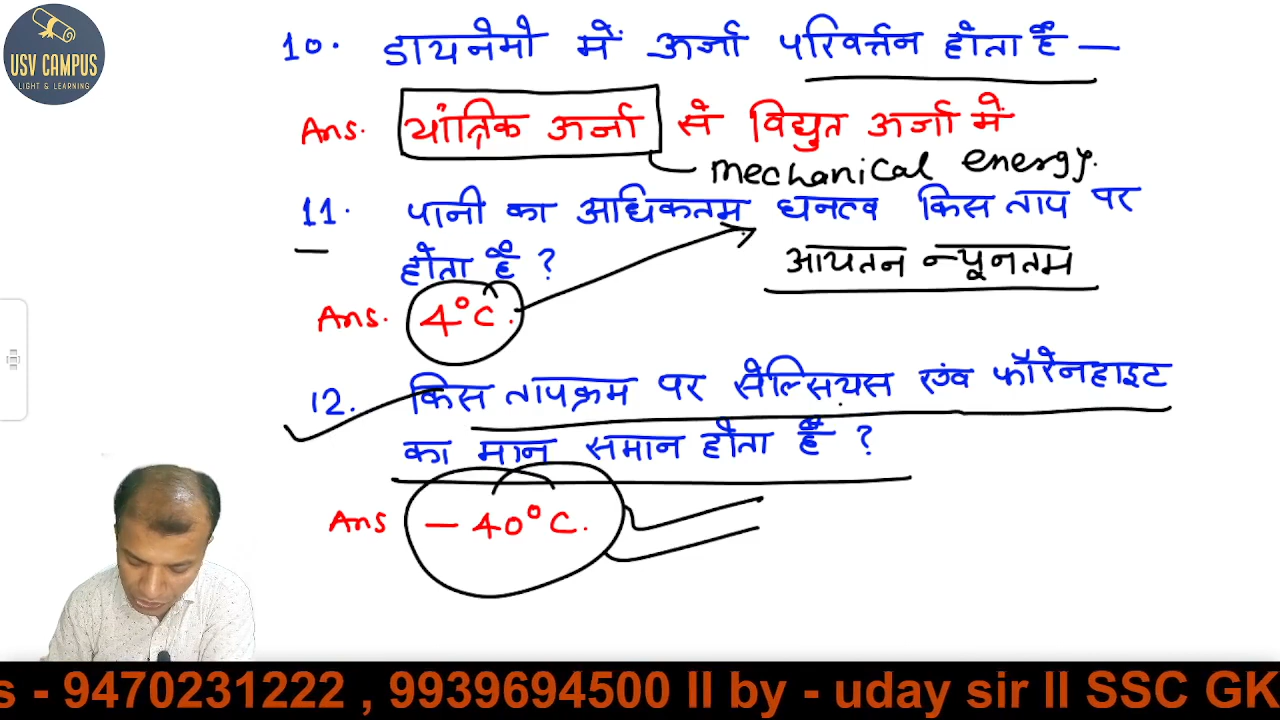 USV CAMPUS
LIGHT & LEARNING
10. डायनेमो में ऊर्जा परिवर्त्तन होता है —
Ans. यांत्रिक ऊर्जा से विद्युत ऊर्जा में
mechanical energy.
11. पानी का अधिकतम घनत्व किस ताप पर
होता है ?
आयतन न्यूनतम
Ans. 4°C.
12. किस तापक्रम पर सेल्सियस एवं फॉरेनहाइट
का मान समान होता है ?
Ans - 40°C.
s - 9470231222 , 9939694500 II by - uday sir II SSC GK